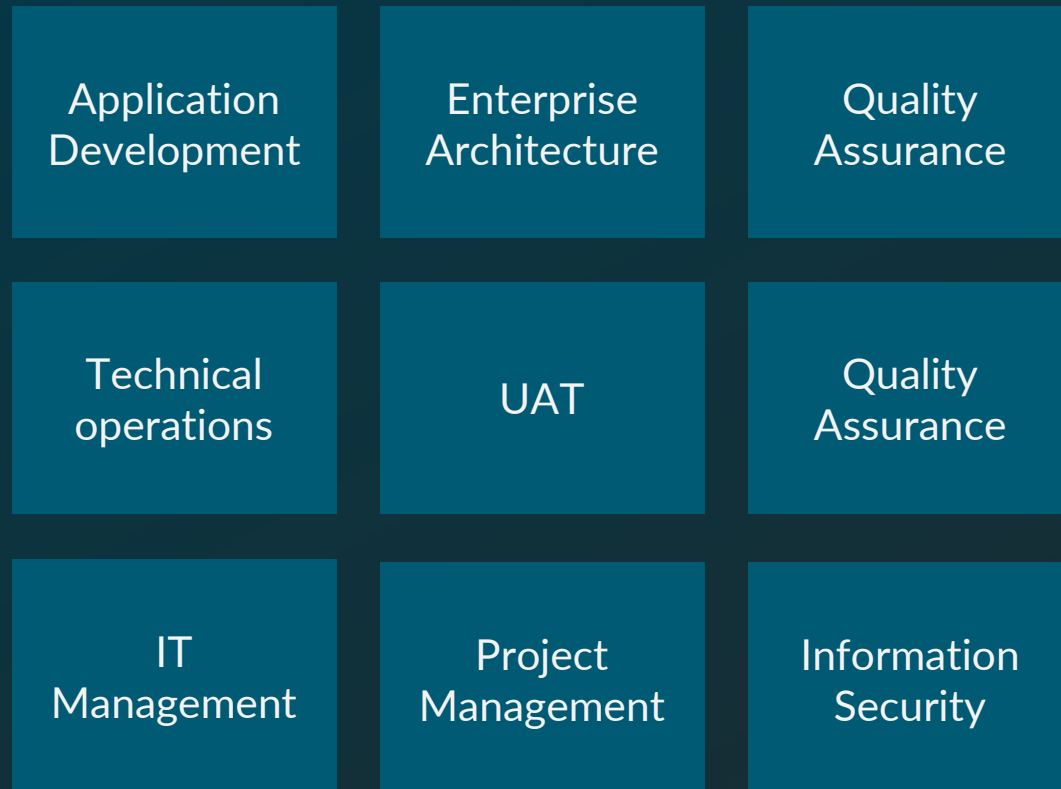 Application
Development
Enterprise
Architecture
Quality
Assurance
Technical
operations
UAT
Quality
Assurance
IT
Management
Project
Management
Information
Security